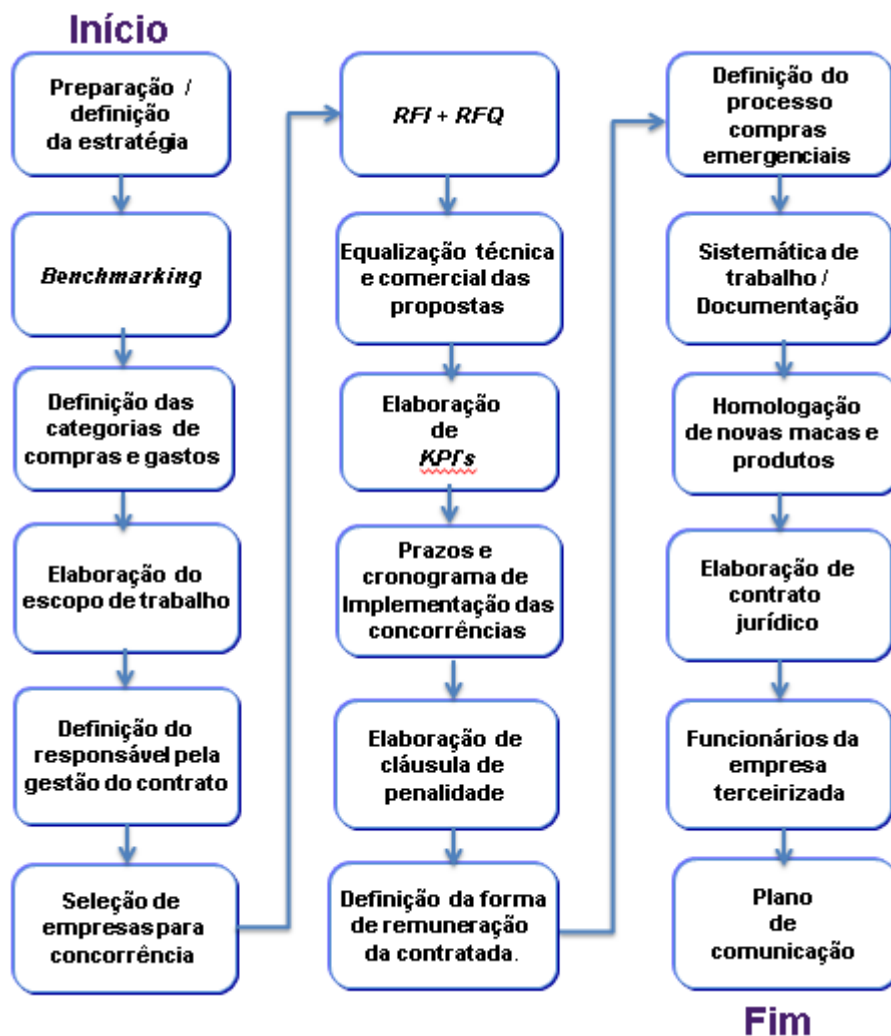 Início
Preparação /
definição
da estratégia
Benchmarking
Definição das
categorias de
compras e gastos
Elaboração do
escopo de trabalho
Definição do
responsável pela
gestão do contrato
Seleção de
empresas para
concorrência
RFI + RFQ
Equalização técnica
e comercial das
propostas
Elaboração
de
KPI's
Prazos e
cronograma de
Implementação das
concorrências
Elaboração de
cláusula de
penalidade
Definição da forma
de remuneração
da contratada.
Definição do
processo
compras
emergenciais
Sistemática de
trabalho /
Documentação
Homologação
de novas macas e
produtos
Elaboração de
contrato
jurídico
Funcionários da
empresa
terceirizada
Plano
de
comunicação
Fim